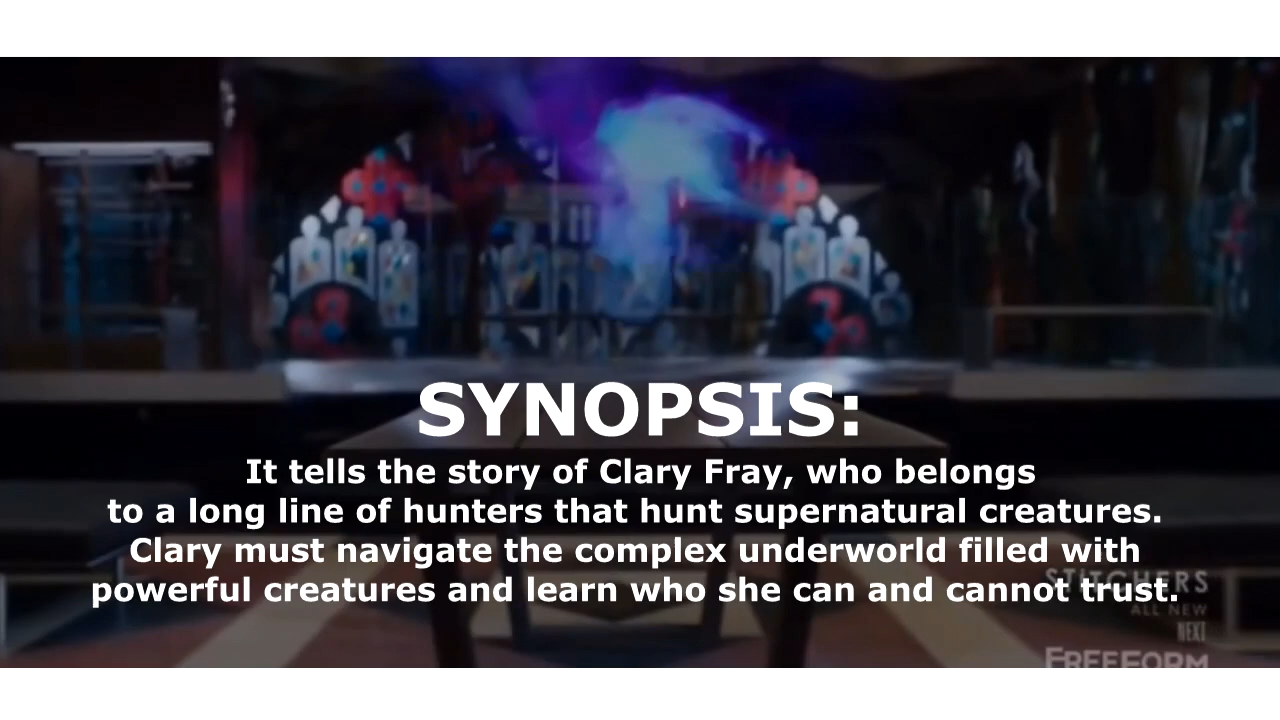 SYNOPSIS:
It tells the story of Clary Fray, who belongs
to a long line of hunters that hunt supernatural creatures.
Clary must navigate the complex underworld filled with
powerful creatures and learn who she can and cannot trust.
STITCHERS
ALL NEW
NEXT
FREEFORM